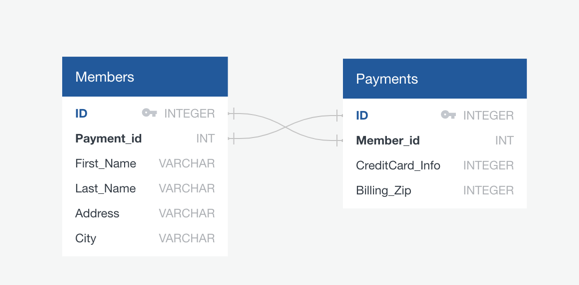 Members
ID INTEGER
Payment_id INT
First_Name VARCHAR
Last_Name VARCHAR
Address VARCHAR
City VARCHAR
Payments
ID INTEGER
Member_id INT
CreditCard_Info INTEGER
Billing_Zip INTEGER